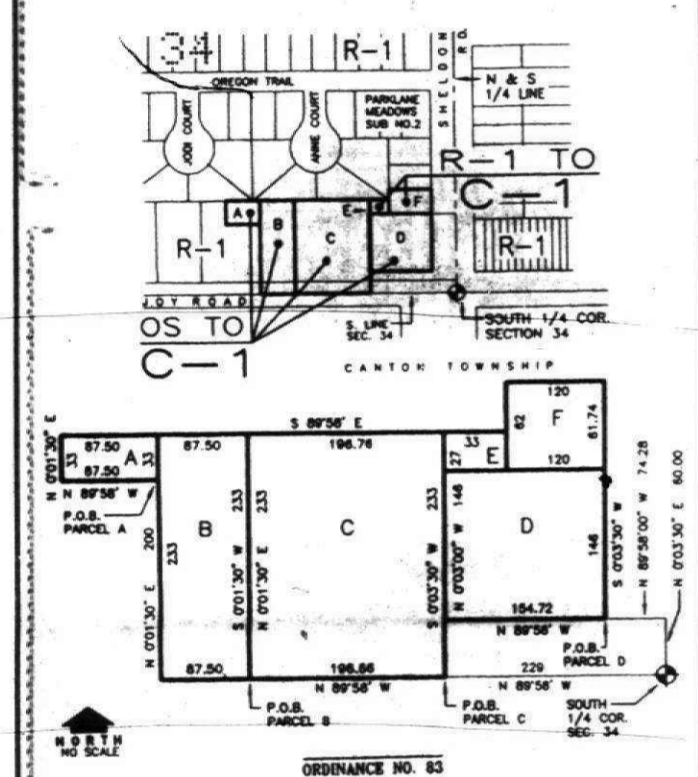 34
R-1
SHELDON RD.
N & S
1/4 LINE
OREGON TRAIL
PARKLANE
MEADOWS
SUB NO.2
JODI COURT
ANNE COURT
R-1 TO
C-1
A
B
C
D
E
F
R-1
R-1
JOY ROAD
OS TO
C-1
S. LINE
SEC. 34
SOUTH 1/4 COR.
SECTION 34
CANTON TOWNSHIP
S 89°58' E
120
N 0°01'30" E
33
87.50
A
87.50
33
87.50
196.76
33
62
F
61.74
27
E
120
N 89°58' W
P.O.B.
PARCEL A
200
233
B
233
S 0°01'30" W
N 0°01'30" E
233
C
233
S 0°03'30" W
146
N 0°03'00" W
D
146
S 0°03'30" W
N 89°58'00" W 74.28
N 0°03'30" E 60.00
N 0°01'30" E
154.72
N 89°58' W
P.O.B.
PARCEL D
87.50
196.66
N 89°58' W
229
N 89°58' W
P.O.B.
PARCEL B
P.O.B.
PARCEL C
SOUTH
1/4 COR.
SEC. 34
NORTH
NO SCALE
ORDINANCE NO. 83